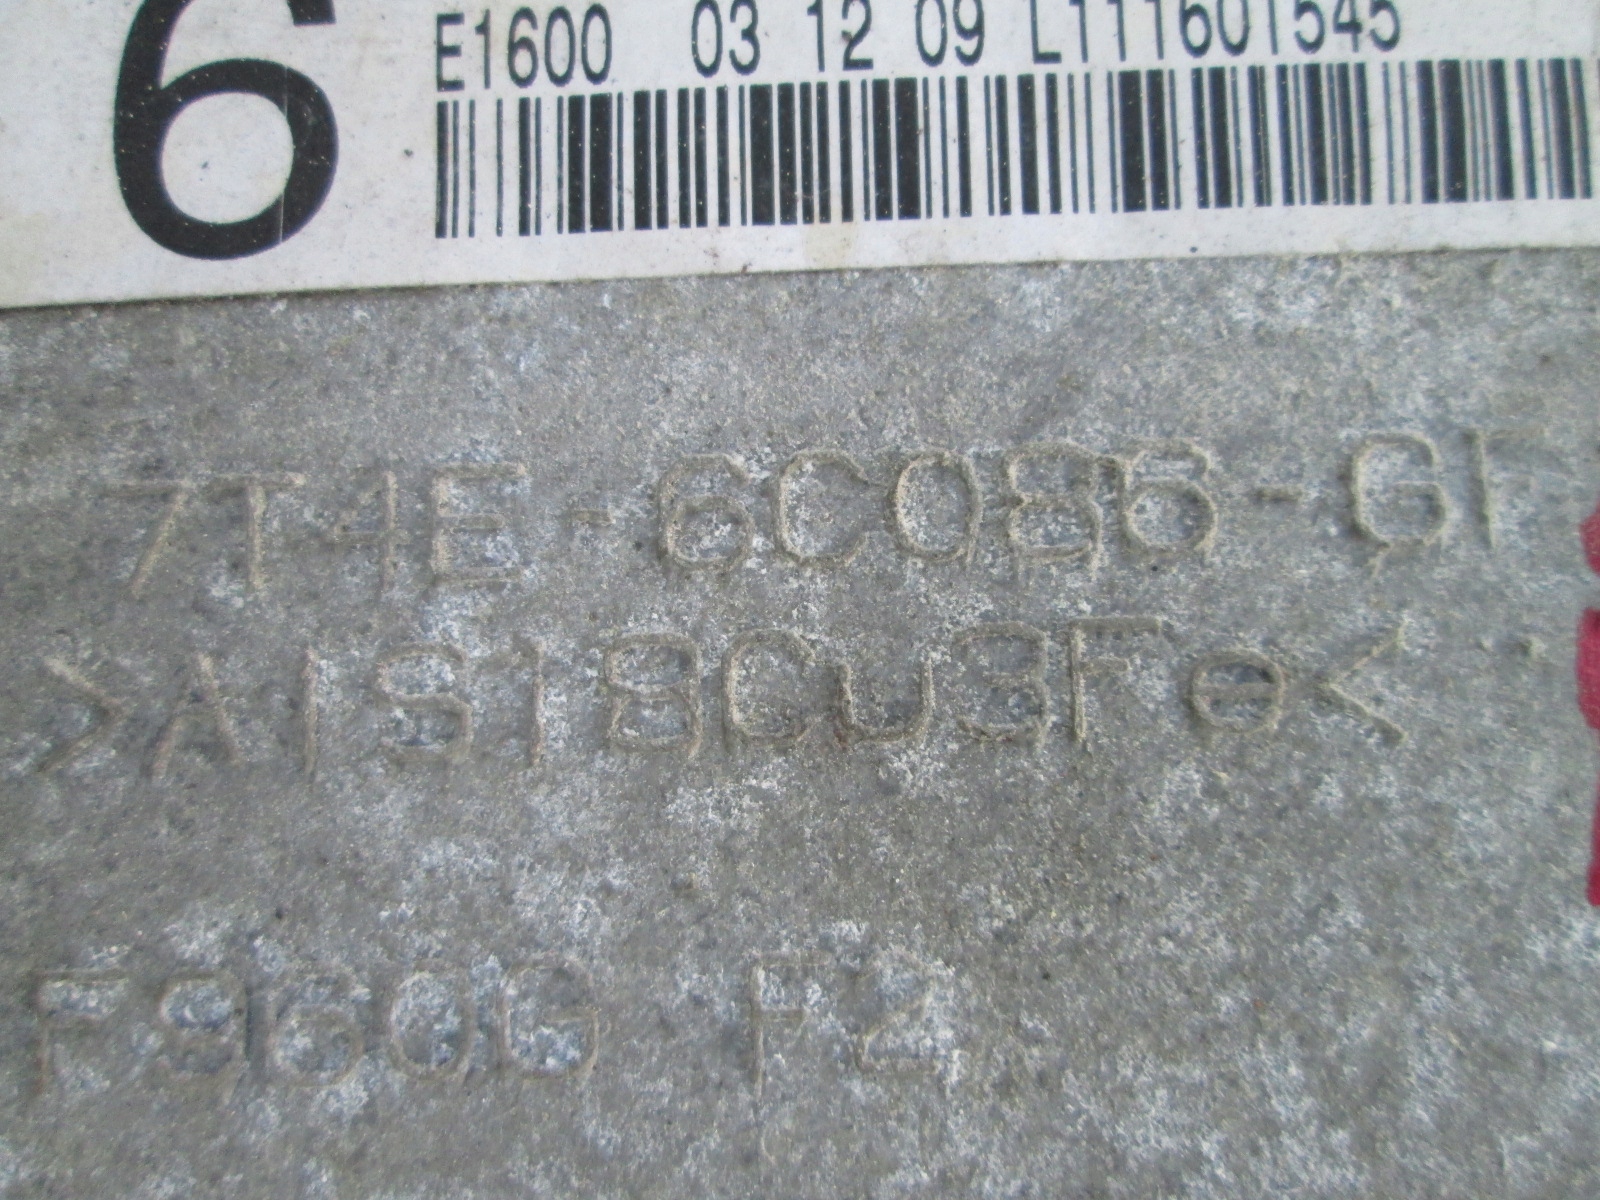 6
E1600 03 12 09 L111601545
7T4E-6C086-GF
>AlSi8Cu3Fe<
F960G F2